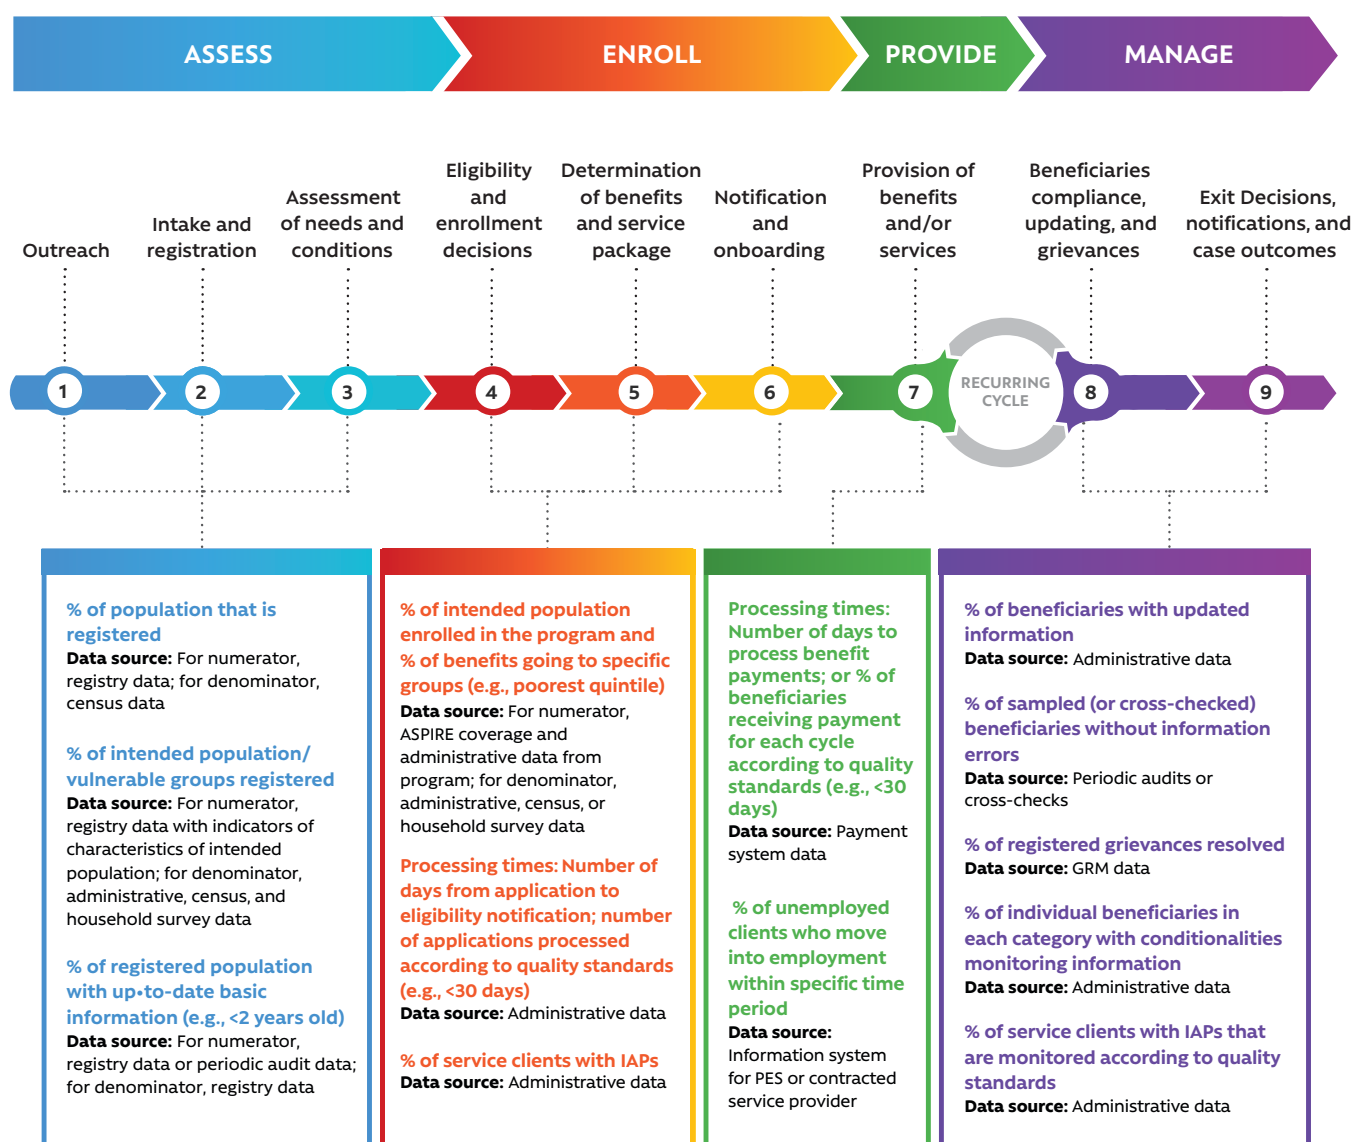 ASSESS
ENROLL
PROVIDE
MANAGE
Outreach
Intake and
registration
Assessment
of needs and
conditions
Eligibility
and
enrollment
decisions
Determination
of benefits
and service
package
Notification
and
onboarding
Provision of
benefits
and/or
services
Beneficiaries
compliance,
updating, and
grievances
Exit Decisions,
notifications, and
case outcomes
1
2
3
4
5
6
7
RECURRING
CYCLE
8
9
% of population that is
registered
Data source: For numerator,
registry data; for denominator,
census data
% of intended population/
vulnerable groups registered
Data source: For numerator,
registry data with indicators of
characteristics of intended
population; for denominator,
administrative, census, and
household survey data
% of registered population
with up•to-date basic
information (e.g., <2 years old)
Data source: For numerator,
registry data or periodic audit data;
for denominator, registry data
% of intended population
enrolled in the program and
% of benefits going to specific
groups (e.g., poorest quintile)
Data source: For numerator,
ASPIRE coverage and
administrative data from
program; for denominator,
administrative, census, or
household survey data
Processing times: Number of
days from application to
eligibility notification; number
of applications processed
according to quality standards
(e.g., <30 days)
Data source: Administrative data
% of service clients with IAPs
Data source: Administrative data
Processing times:
Number of days to
process benefit
payments; or % of
beneficiaries
receiving payment
for each cycle
according to quality
standards (e.g., <30
days)
Data source: Payment
system data
% of unemployed
clients who move
into employment
within specific time
period
Data source:
Information system
for PES or contracted
service provider
% of beneficiaries with updated
information
Data source: Administrative data
% of sampled (or cross-checked)
beneficiaries without information
errors
Data source: Periodic audits or
cross-checks
% of registered grievances resolved
Data source: GRM data
% of individual beneficiaries in
each category with conditionalities
monitoring information
Data source: Administrative data
% of service clients with IAPs that
are monitored according to quality
standards
Data source: Administrative data